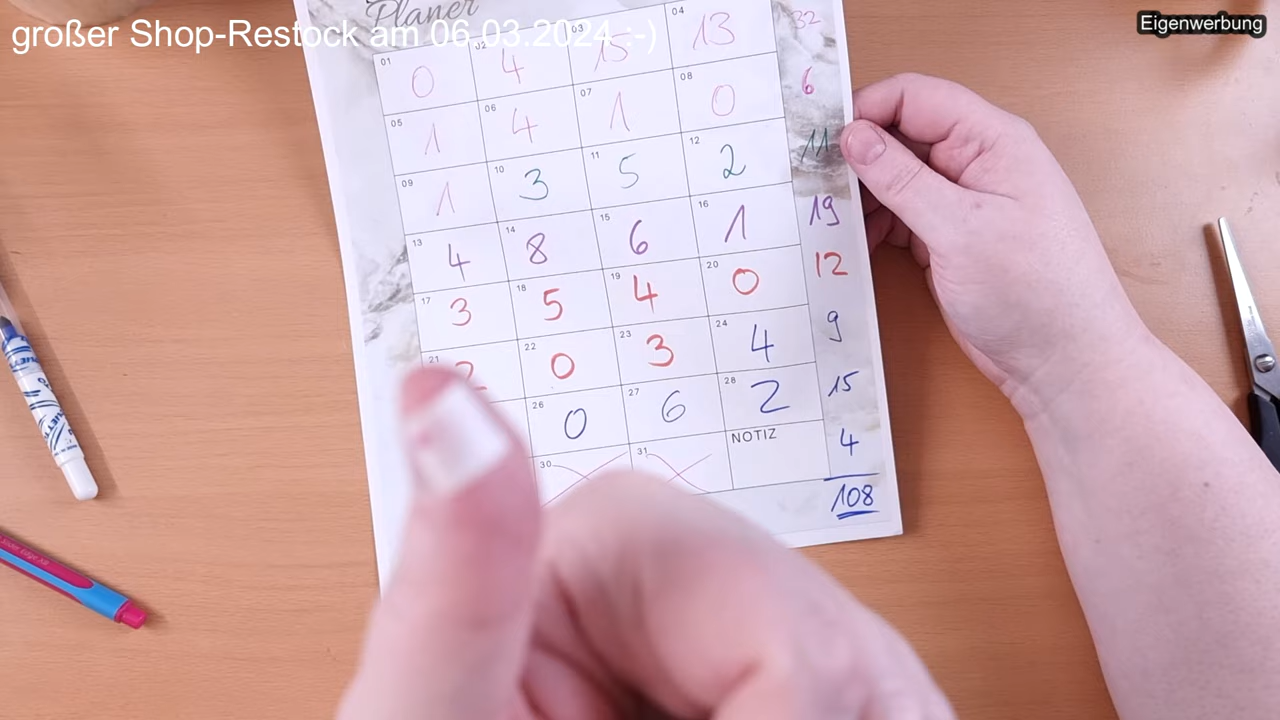 Planer
großer Shop-Restock am 06.03.2024 :-)
Eigenwerbung
01 0 02 4 03 15 04 13 32
05 1 06 4 07 1 08 0 6
09 1 10 3 11 5 12 2 11
13 4 14 8 15 6 16 1 19
17 3 18 5 19 4 20 0 12
21 22 0 23 3 24 4 9
26 0 27 6 28 2 15
30 31 NOTIZ 4
108